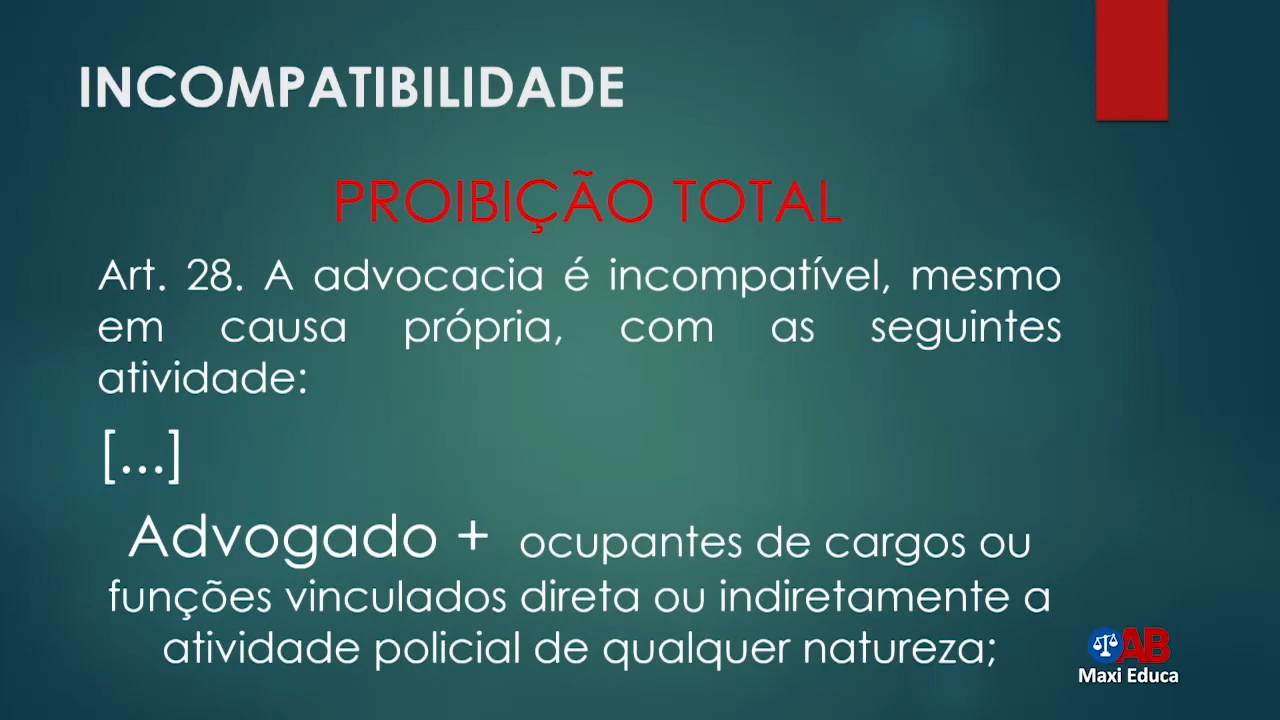 INCOMPATIBILIDADE
PROIBIÇÃO TOTAL
Art. 28. A advocacia é incompatível, mesmo
em causa própria, com as seguintes
atividade:
[...]
Advogado + ocupantes de cargos ou
funções vinculados direta ou indiretamente a
atividade policial de qualquer natureza;
OAB
Maxi Educa